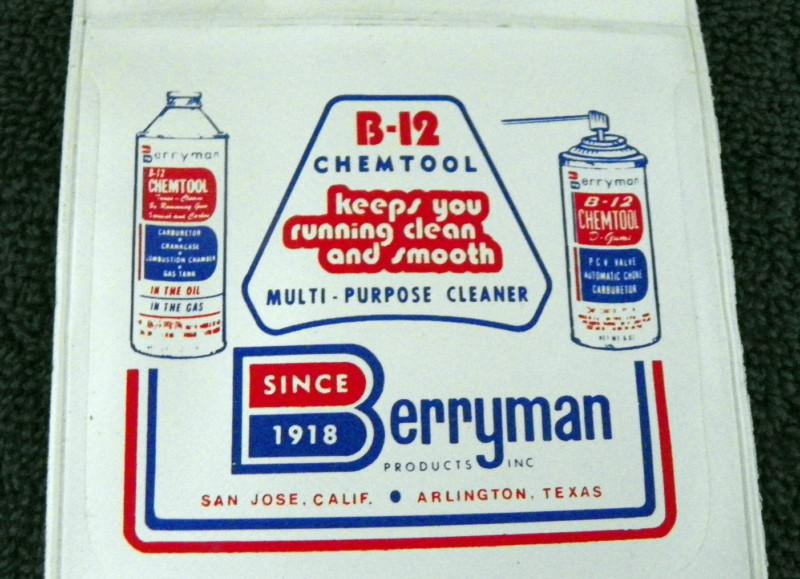 B-12
CHEMTOOL
keeps you
running clean
and smooth
MULTI-PURPOSE CLEANER
Berryman
B-12
CHEMTOOL
CARBURETOR
CRANKCASE
COMBUSTION CHAMBER
GAS TANK
IN THE OIL
IN THE GAS
Berryman
B-12
CHEMTOOL
D-Gums
PCV VALVE
AUTOMATIC CHOKE
CARBURETOR
SINCE
1918
Berryman
PRODUCTS INC
SAN JOSE, CALIF. • ARLINGTON, TEXAS